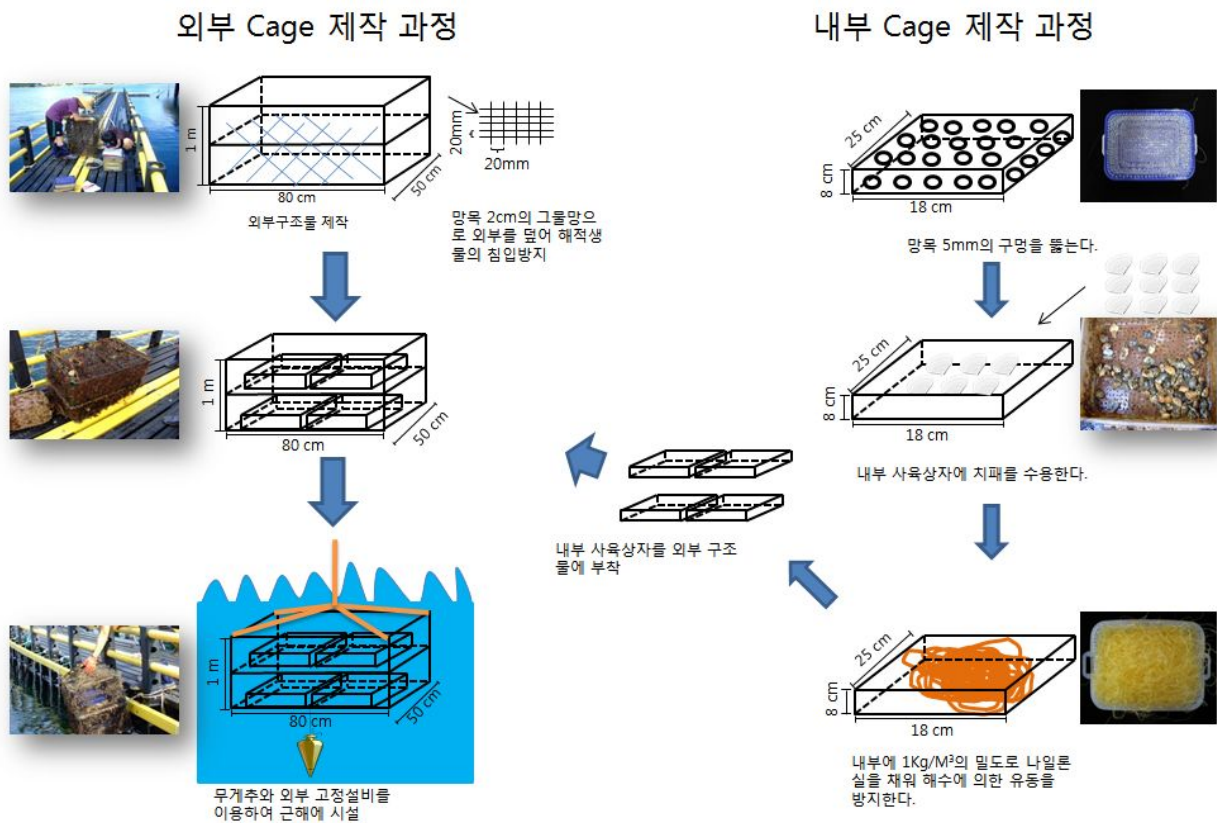 외부 Cage 제작 과정
1 m
80 cm
50 cm
20mm
20mm
외부구조물 제작
망목 2cm의 그물망으
로 외부를 덮어 해적생
물의 침입방지
1 m
80 cm
50 cm
1 m
80 cm
50 cm
무게추와 외부 고정설비를
이용하여 근해에 시설
내부 Cage 제작 과정
25 cm
8 cm
18 cm
망목 5mm의 구멍을 뚫는다.
25 cm
8 cm
18 cm
내부 사육상자에 치패를 수용한다.
내부 사육상자를 외부 구조
물에 부착
25 cm
8 cm
18 cm
내부에 1Kg/M³의 밀도로 나일론
실을 채워 해수에 의한 유동을
방지한다.